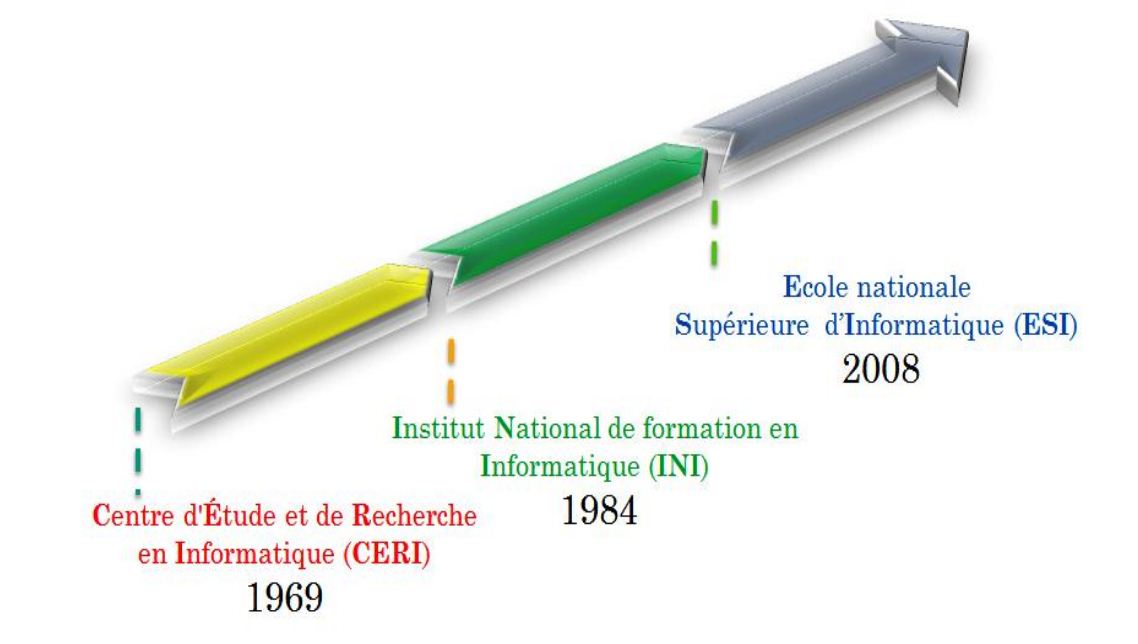 Centre d'Étude et de Recherche
en Informatique (CERI)
1969
Institut National de formation en
Informatique (INI)
1984
Ecole nationale
Supérieure d'Informatique (ESI)
2008